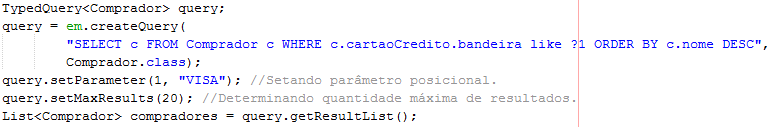 TypedQuery<Comprador> query;
query = em.createQuery(
"SELECT c FROM Comprador c WHERE c.cartaoCredito.bandeira like ?1 ORDER BY c.nome DESC",
Comprador.class);
query.setParameter(1, "VISA"); //Setando parâmetro posicional.
query.setMaxResults(20); //Determinando quantidade máxima de resultados.
List<Comprador> compradores = query.getResultList();